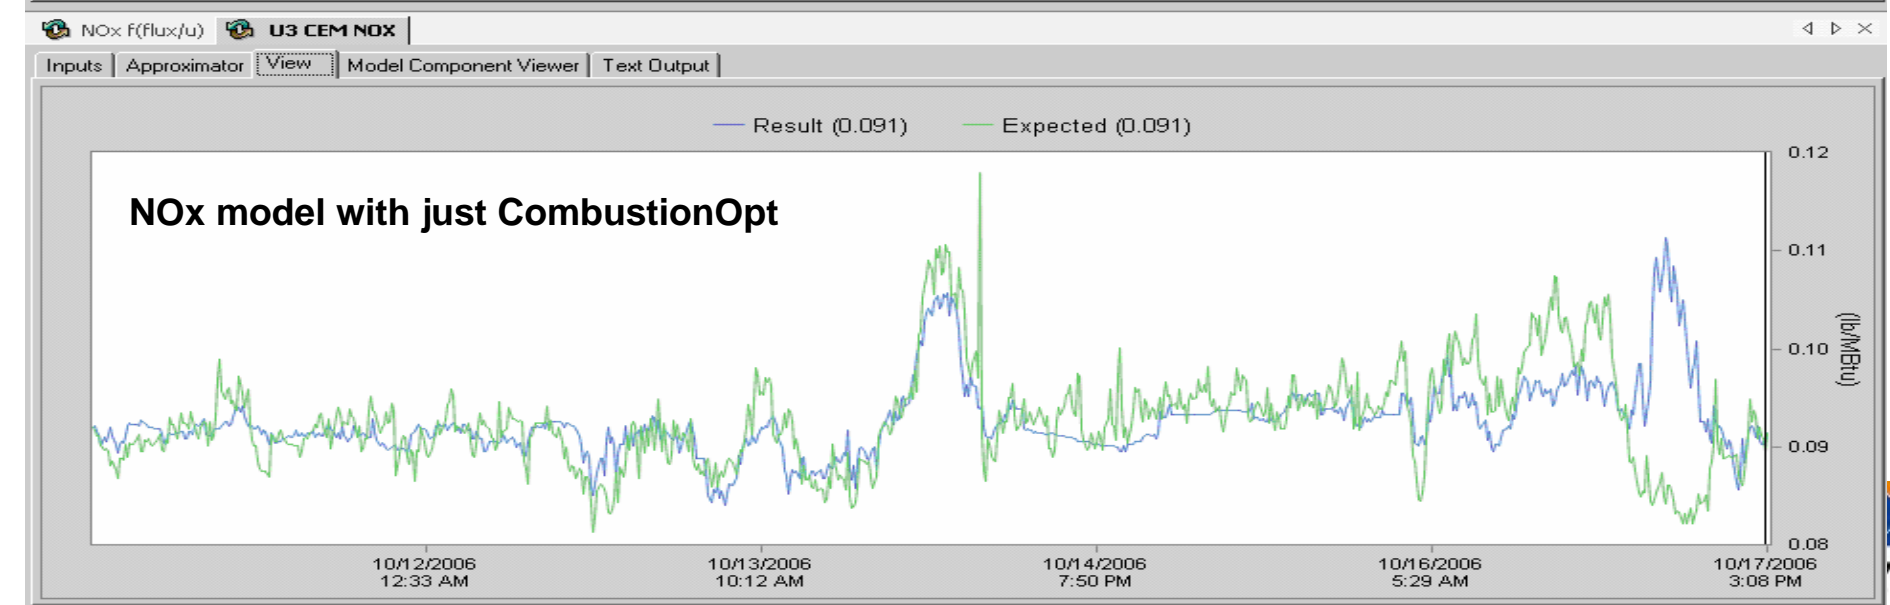 NOx f(flux/u) U3 CEM NOX
Inputs Approximator View Model Component Viewer Text Output
Result (0.091) Expected (0.091)
NOx model with just CombustionOpt
0.12
0.11
0.10
0.09
0.08
(lb/MBtu)
10/12/2006 10/13/2006 10/14/2006 10/16/2006 10/17/2006
12:33 AM 10:12 AM 7:50 PM 5:29 AM 3:08 PM